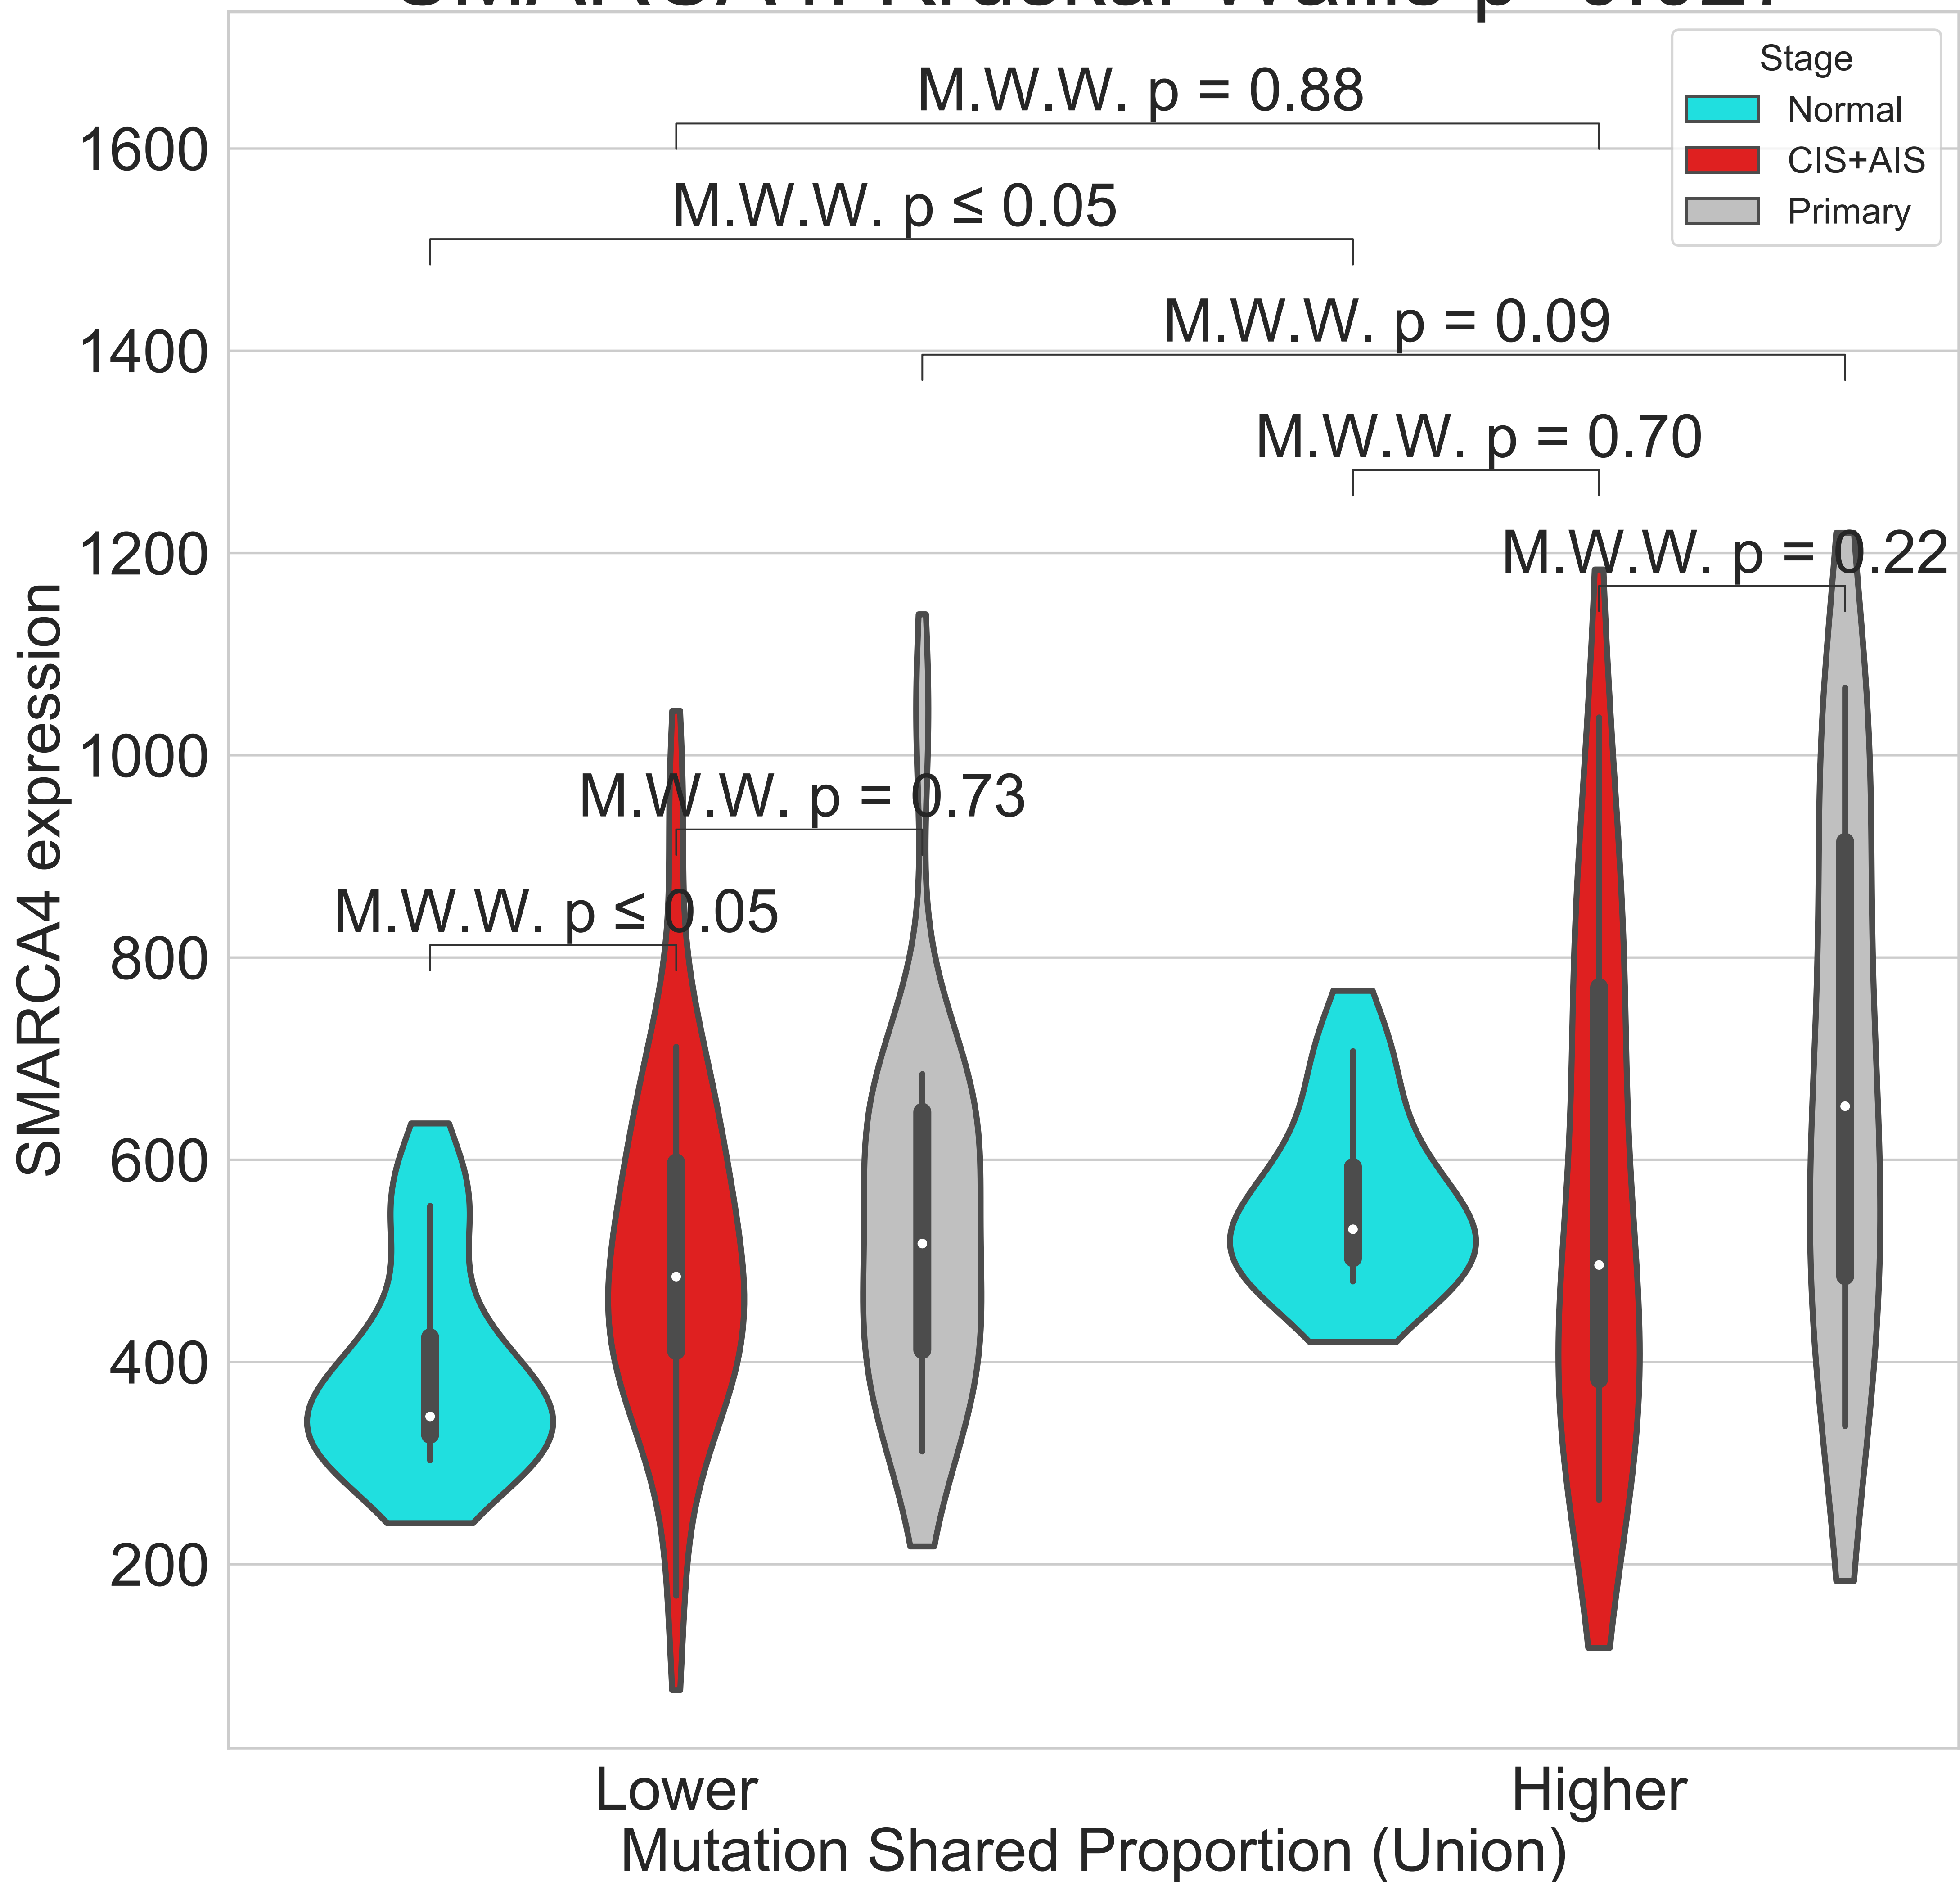 M.W.W. p = 0.88
M.W.W. p ≤ 0.05
M.W.W. p = 0.09
M.W.W. p = 0.70
M.W.W. p = 0.22
M.W.W. p = 0.73
M.W.W. p ≤ 0.05
Stage
Normal
CIS+AIS
Primary
1600
1400
1200
1000
800
600
400
200
SMARCA4 expression
Lower
Higher
Mutation Shared Proportion (Union)